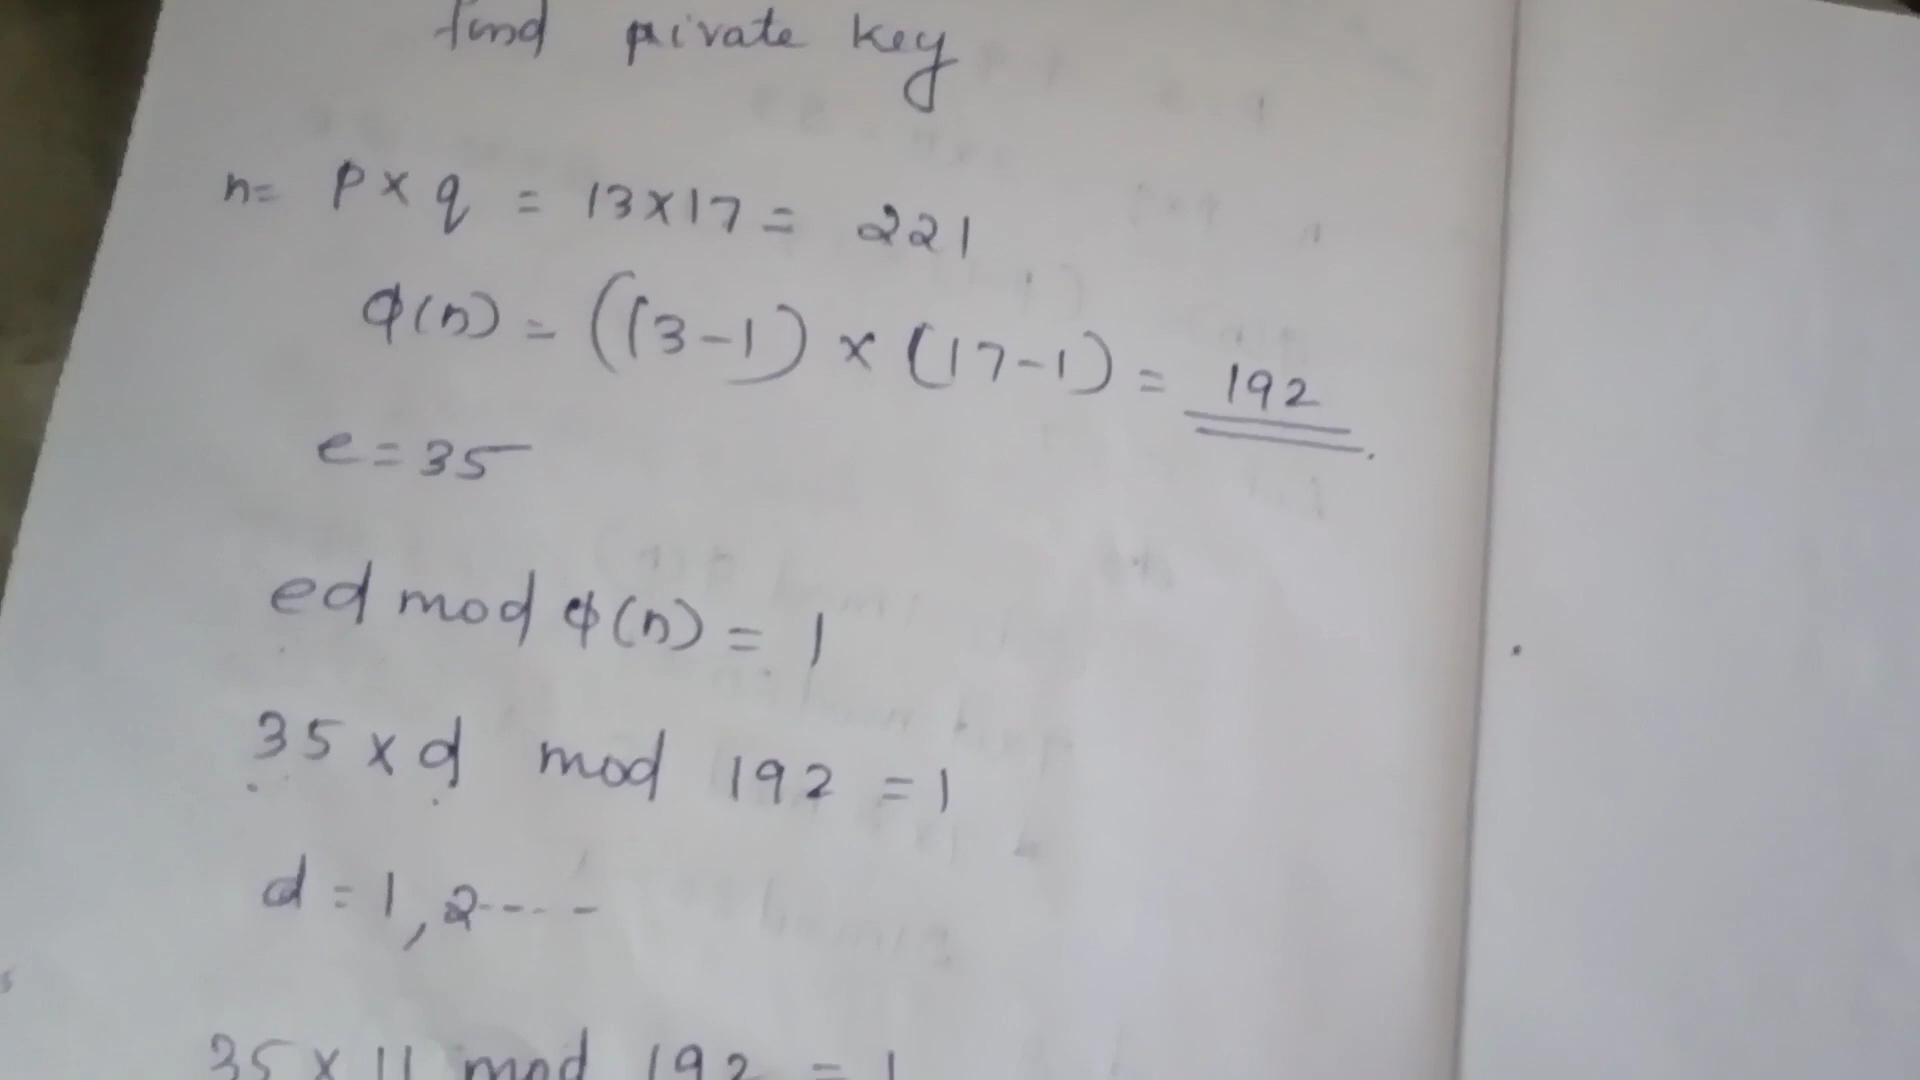 find private key
n= p×q = 13×17 = 221
ϕ(n) = (13-1) × (17-1) = 192.
e=35
ed mod ϕ(n) = 1
35 × d mod 192 = 1
d = 1, 2-----
35 × 11 mod 192 = 1